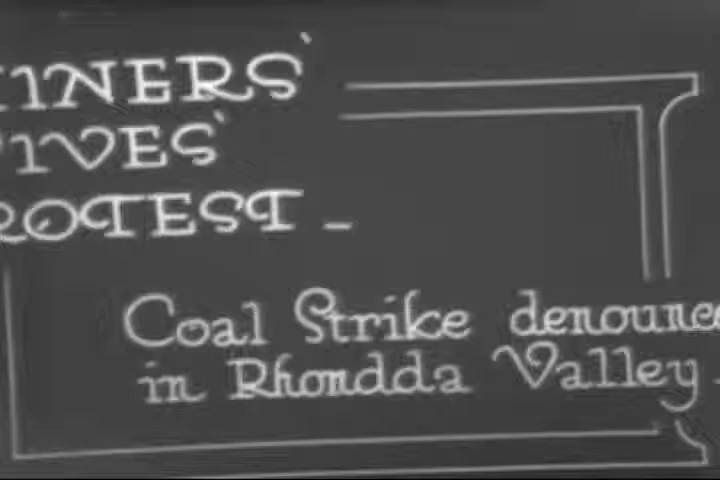 INERS'
IVES'
ROTEST –
Coal Strike denounce
in Rhondda Valley.